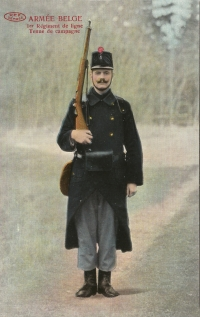 ARMÉE BELGE
1er Régiment de ligne
Tenue de campagne